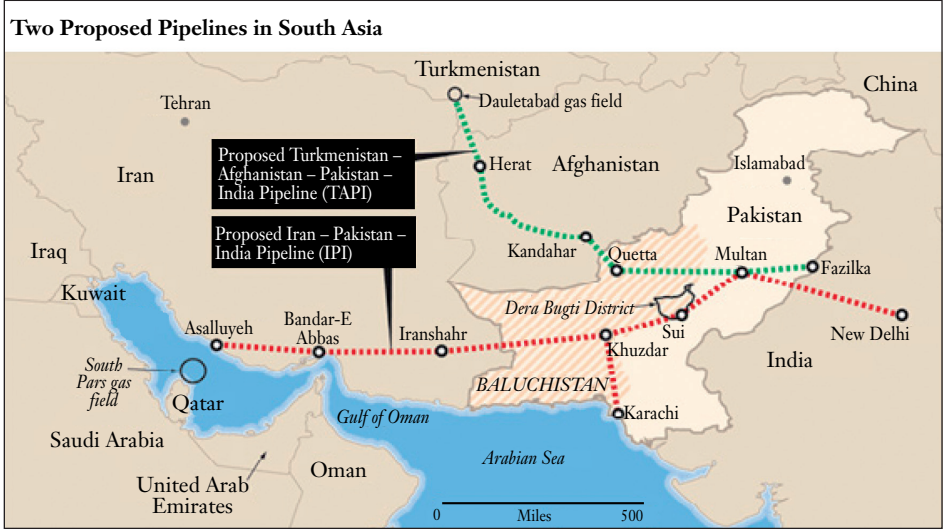 Two Proposed Pipelines in South Asia
Turkmenistan
China
Dauletabad gas field
Tehran
Proposed Turkmenistan –
Afghanistan – Pakistan –
India Pipeline (TAPI)
Herat
Afghanistan
Islamabad
Iran
Pakistan
Proposed Iran – Pakistan –
India Pipeline (IPI)
Iraq
Kandahar
Quetta
Multan
Fazilka
Kuwait
Dera Bugti District
Asalluyeh
Bandar-E
Abbas
Iranshahr
Sui
New Delhi
Khuzdar
India
South
Pars gas
field
BALUCHISTAN
Qatar
Gulf of Oman
Karachi
Saudi Arabia
Arabian Sea
Oman
United Arab
Emirates
0 Miles 500